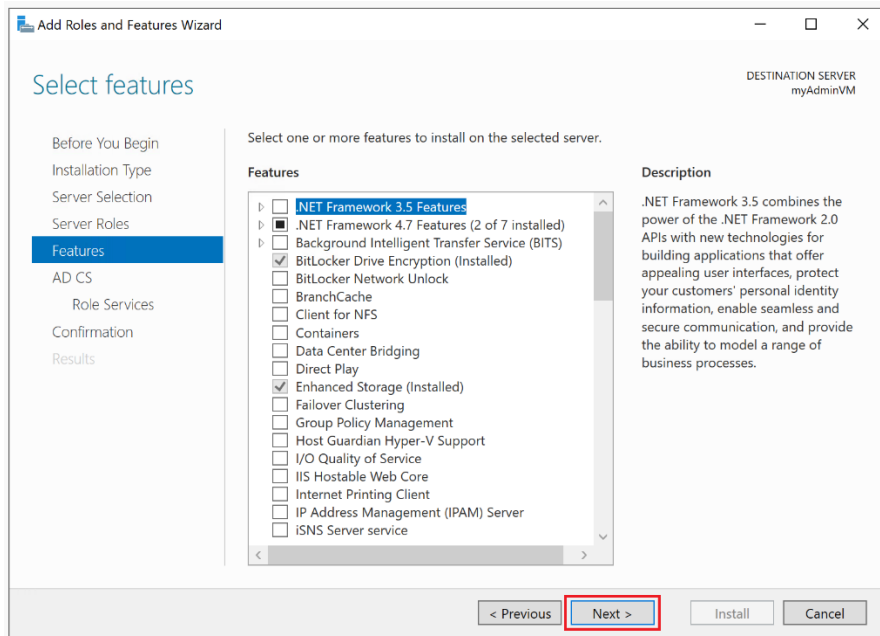 Add Roles and Features Wizard
Select features
DESTINATION SERVER
myAdminVM
Before You Begin
Installation Type
Server Selection
Server Roles
Features
AD CS
Role Services
Confirmation
Results
Select one or more features to install on the selected server.
Features
.NET Framework 3.5 Features
.NET Framework 4.7 Features (2 of 7 installed)
Background Intelligent Transfer Service (BITS)
BitLocker Drive Encryption (Installed)
BitLocker Network Unlock
BranchCache
Client for NFS
Containers
Data Center Bridging
Direct Play
Enhanced Storage (Installed)
Failover Clustering
Group Policy Management
Host Guardian Hyper-V Support
I/O Quality of Service
IIS Hostable Web Core
Internet Printing Client
IP Address Management (IPAM) Server
iSNS Server service
Description
.NET Framework 3.5 combines the
power of the .NET Framework 2.0
APIs with new technologies for
building applications that offer
appealing user interfaces, protect
your customers' personal identity
information, enable seamless and
secure communication, and provide
the ability to model a range of
business processes.
< Previous
Next >
Install
Cancel